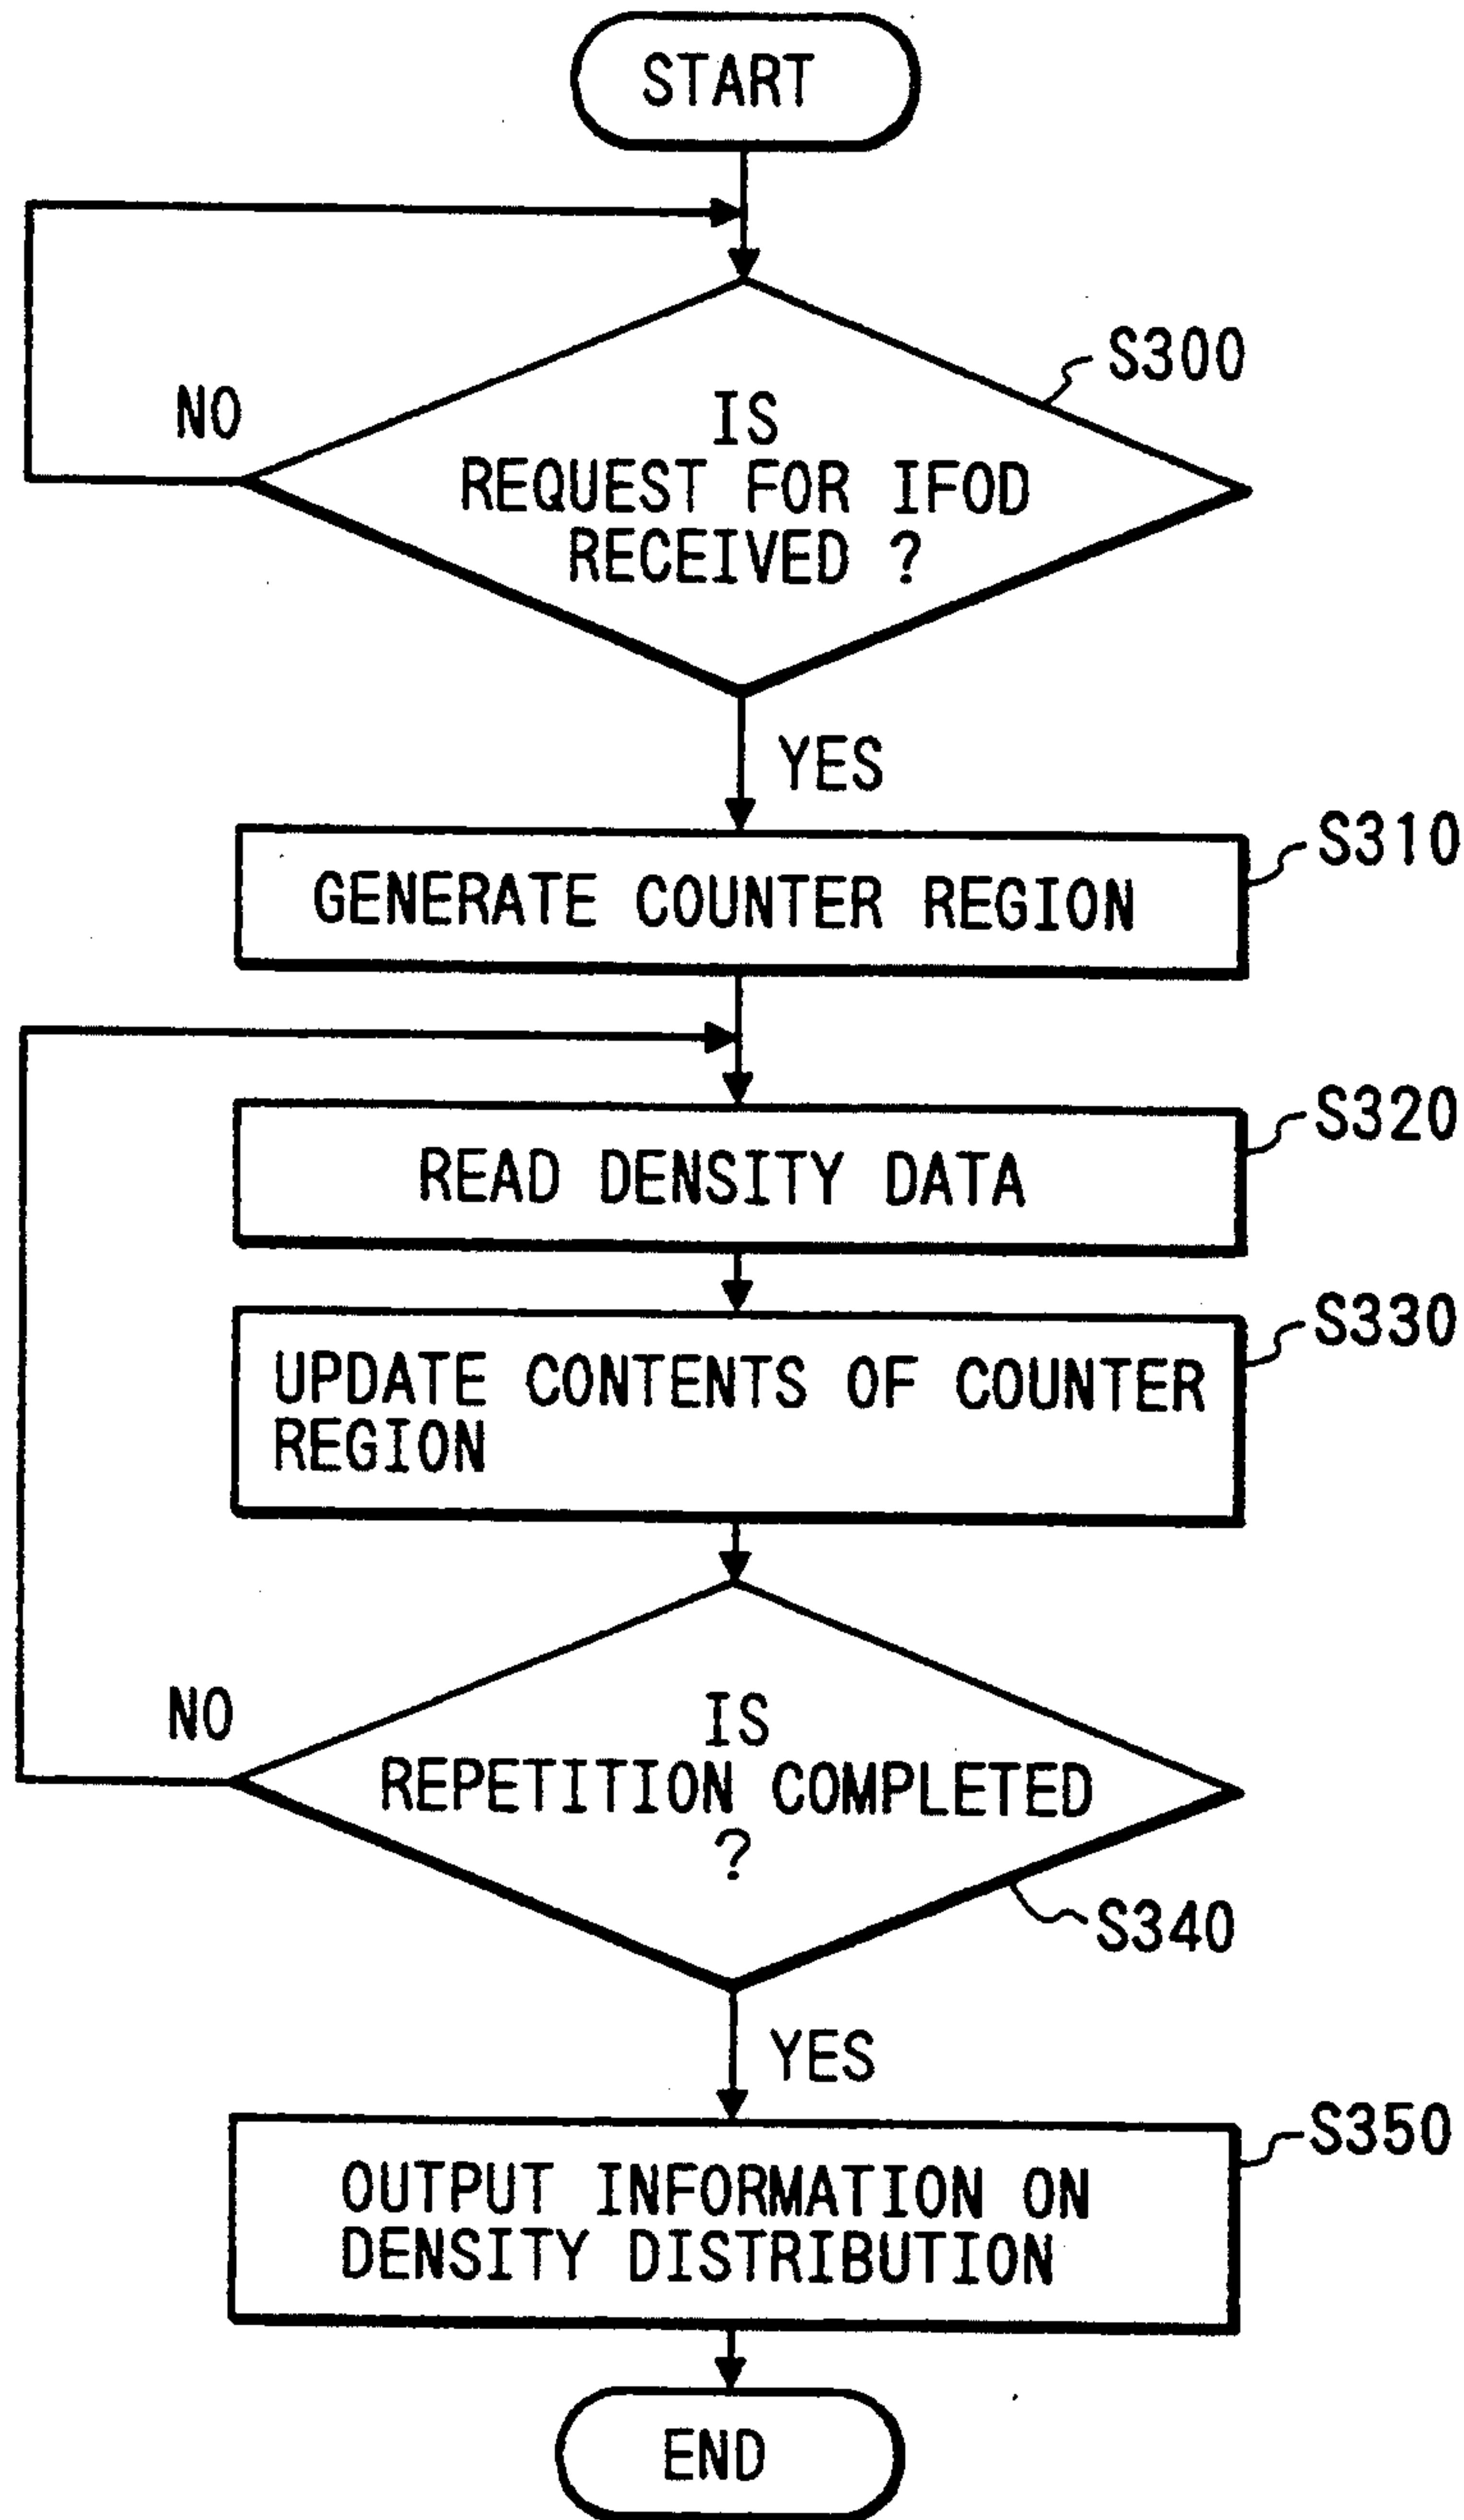 START
S300
NO
IS
REQUEST FOR IFOD
RECEIVED ?
YES
S310
GENERATE COUNTER REGION
S320
READ DENSITY DATA
S330
UPDATE CONTENTS OF COUNTER
REGION
NO
IS
REPETITION COMPLETED
?
S340
YES
S350
OUTPUT INFORMATION ON
DENSITY DISTRIBUTION
END